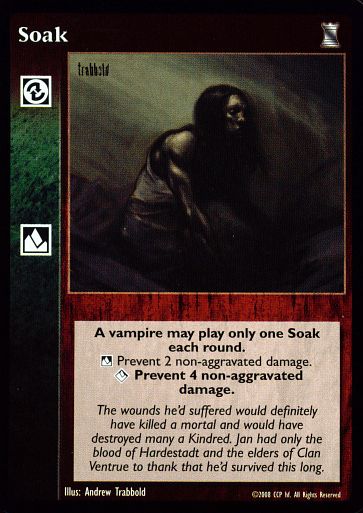 Soak
trabbold
A vampire may play only one Soak
each round.
Prevent 2 non-aggravated damage.
Prevent 4 non-aggravated
damage.
The wounds he'd suffered would definitely
have killed a mortal and would have
destroyed many a Kindred. Jan had only the
blood of Hardestadt and the elders of Clan
Ventrue to thank that he'd survived this long.
Illus: Andrew Trabbold ©2008 CCP hf. All Rights Reserved